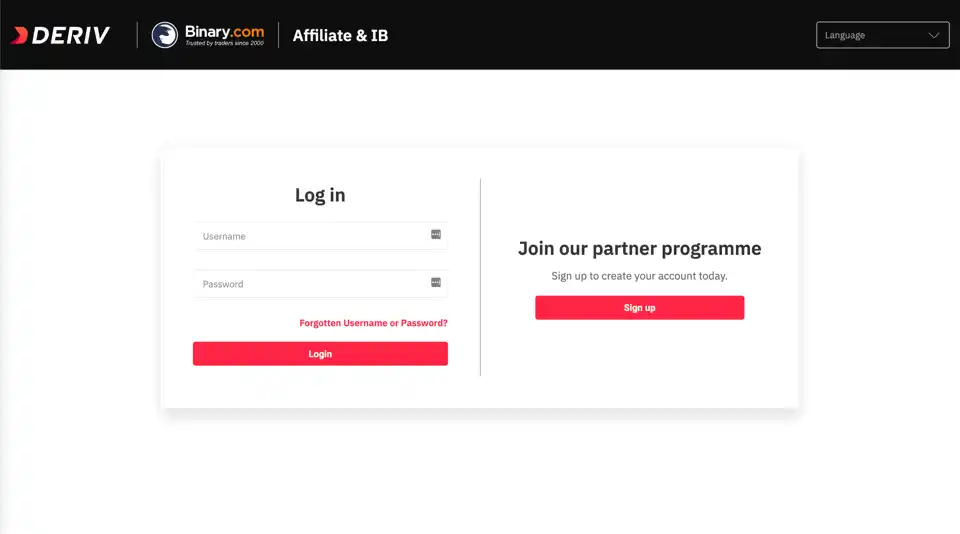 DERIV
Binary.com
Trusted by traders since 2000
Affiliate & IB
Language
Log in
Username
Password
Forgotten Username or Password?
Login
Join our partner programme
Sign up to create your account today.
Sign up